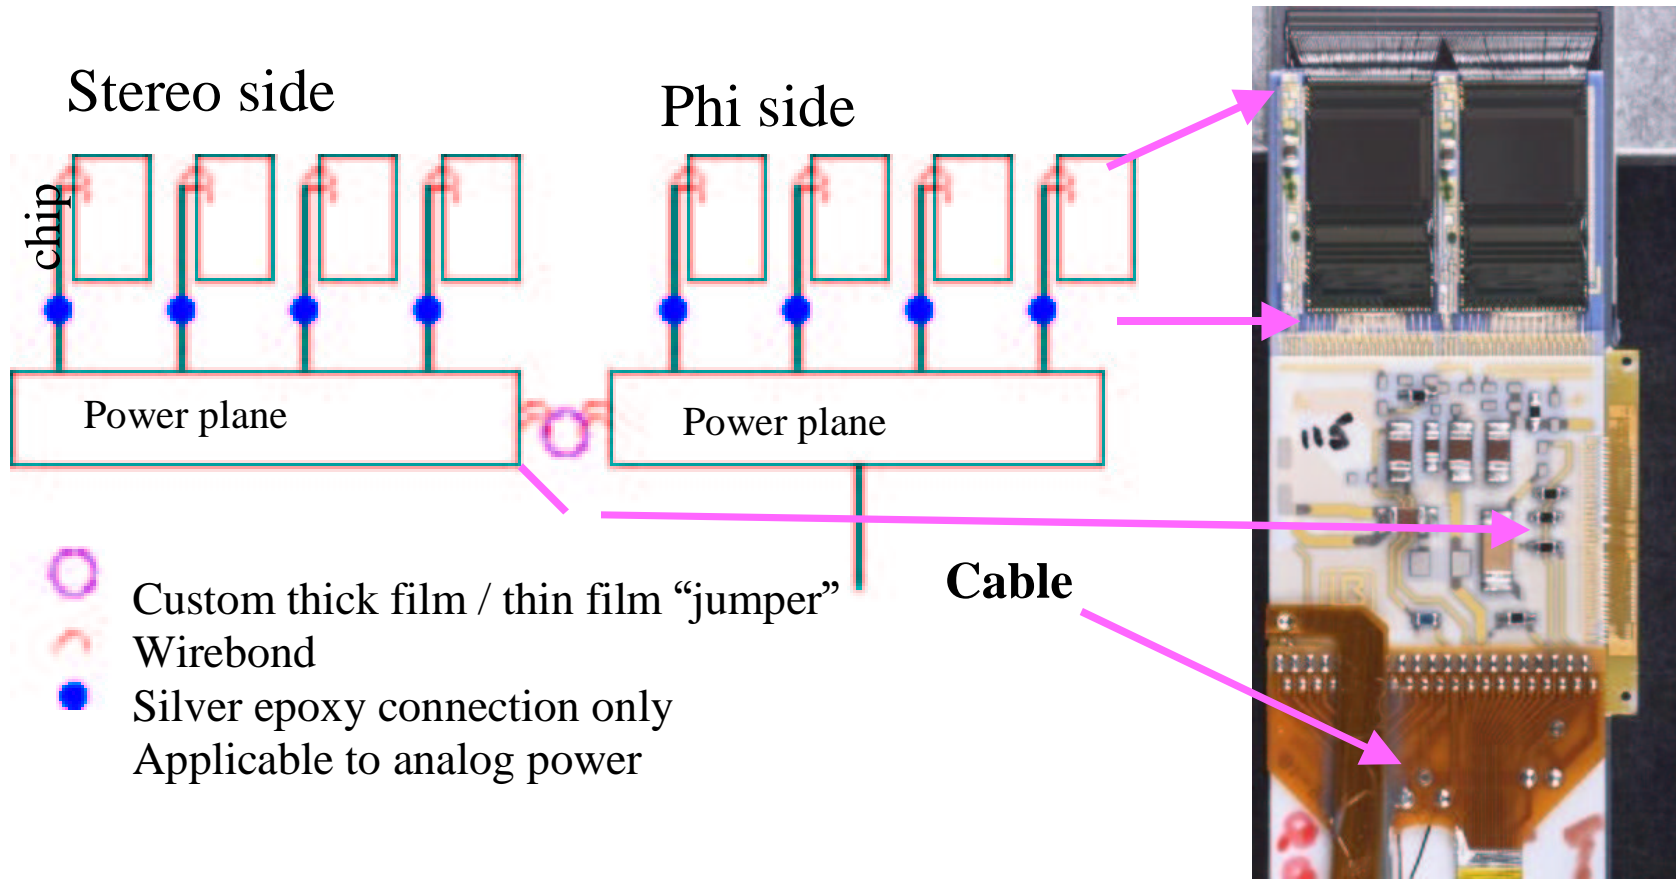 Stereo side
Phi side
chip
Power plane
Power plane
115
Cable
Custom thick film / thin film “jumper”
Wirebond
Silver epoxy connection only
Applicable to analog power